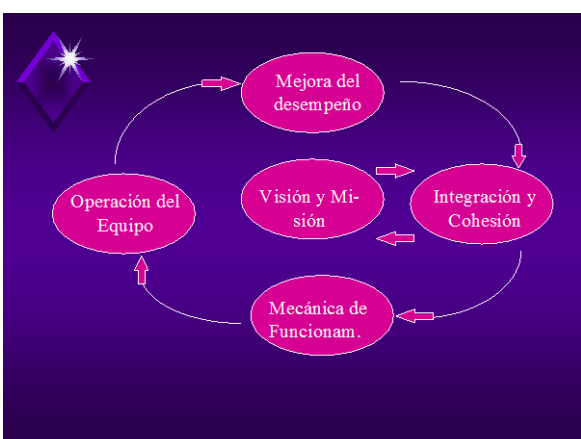 Mejora del
desempeño
Visión y Mi-
sión
Integración y
Cohesión
Operación del
Equipo
Mecánica de
Funcionam.